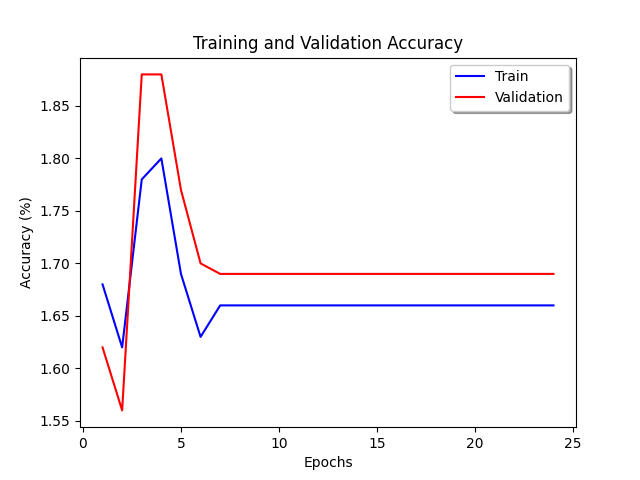 Training and Validation Accuracy
Train
Validation
Accuracy (%)
1.85
1.80
1.75
1.70
1.65
1.60
1.55
0 5 10 15 20 25
Epochs